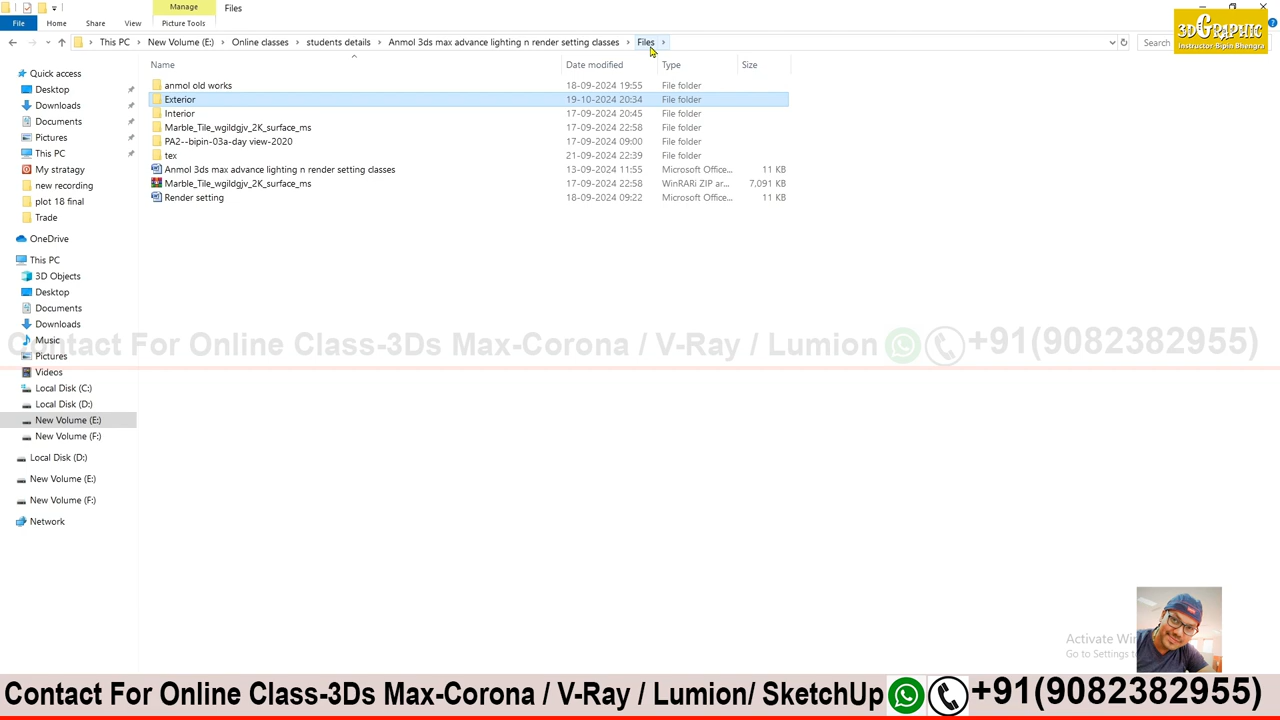 Manage
Files
File
Home
Share
View
Picture Tools
This PC
New Volume (E:)
Online classes
students details
Anmol 3ds max advance lighting n render setting classes
Files
Search
3DGRAPHIC
Instructor-Bipin Bhengra
Name
Date modified
Type
Size
anmol old works 18-09-2024 19:55 File folder
Exterior 19-10-2024 20:34 File folder
Interior 17-09-2024 20:45 File folder
Marble_Tile_wgildgjv_2K_surface_ms 17-09-2024 22:58 File folder
PA2--bipin-03a-day view-2020 17-09-2024 09:00 File folder
tex 21-09-2024 22:39 File folder
Anmol 3ds max advance lighting n render setting classes 13-09-2024 11:55 Microsoft Office... 11 KB
Marble_Tile_wgildgjv_2K_surface_ms 17-09-2024 22:58 WinRARi ZIP ar... 7,091 KB
Render setting 18-09-2024 09:22 Microsoft Office... 11 KB
Quick access
Desktop
Downloads
Documents
Pictures
This PC
My stratagy
new recording
plot 18 final
Trade
OneDrive
This PC
3D Objects
Desktop
Documents
Downloads
Music
Pictures
Videos
Local Disk (C:)
Local Disk (D:)
New Volume (E:)
New Volume (F:)
Local Disk (D:)
New Volume (E:)
New Volume (F:)
Network
Contact For Online Class-3Ds Max-Corona / V-Ray / Lumion +91(9082382955)
Activate Win
Go to Settings t
Contact For Online Class-3Ds Max-Corona / V-Ray / Lumion/ SketchUp +91(9082382955)